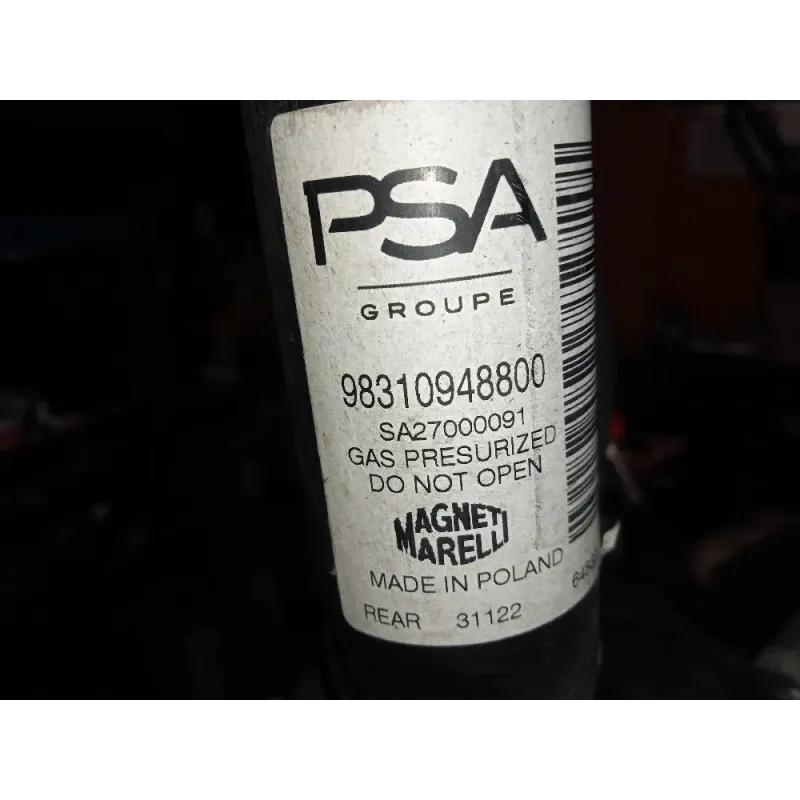 PSA
GROUPE
98310948800
SA27000091
GAS PRESURIZED
DO NOT OPEN
MAGNETI
MARELLI
MADE IN POLAND
REAR 31122